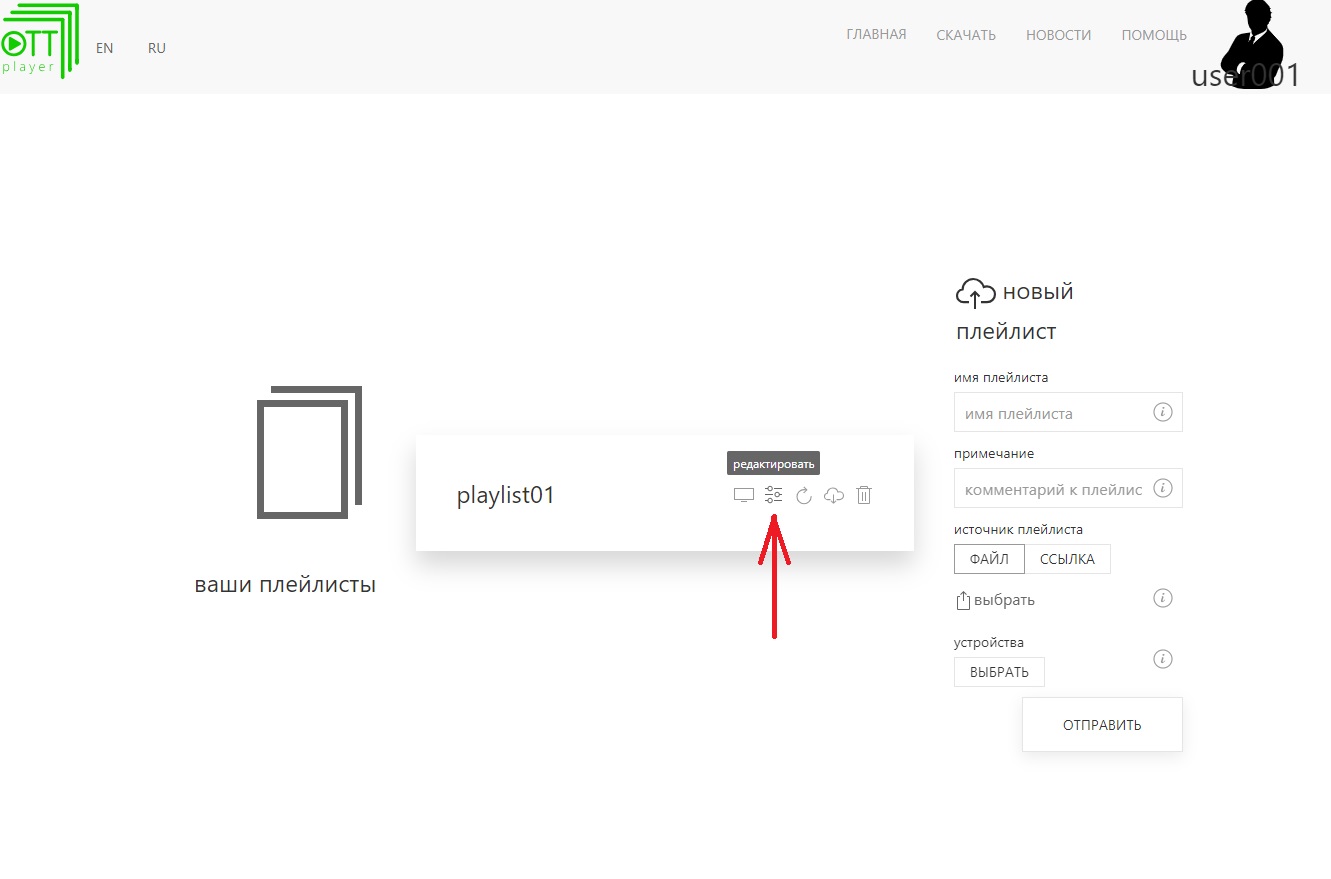 OTT
player
EN
RU
ГЛАВНАЯ
СКАЧАТЬ
НОВОСТИ
ПОМОЩЬ
user001
ваши плейлисты
playlist01
редактировать
новый
плейлист
имя плейлиста
имя плейлиста
примечание
комментарий к плейлис
источник плейлиста
ФАЙЛ
ССЫЛКА
выбрать
устройства
ВЫБРАТЬ
ОТПРАВИТЬ